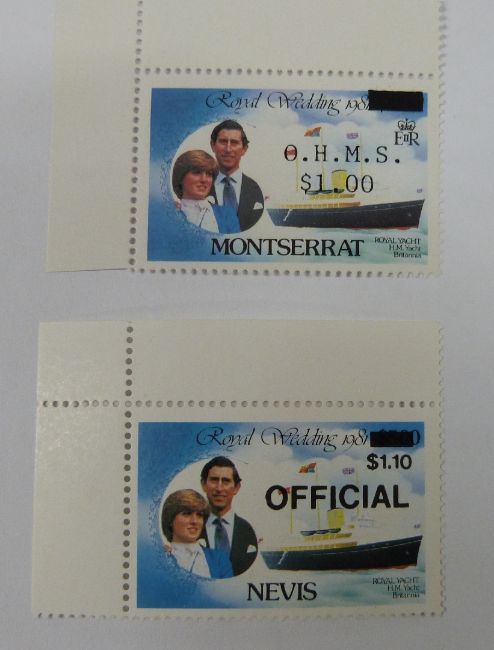 Royal Wedding 1981
EIIR
O.H.M.S.
$1.00
MONTSERRAT
ROYAL YACHT
H.M. Yacht
Britannia
Royal Wedding 1981
$1.10
OFFICIAL
NEVIS
ROYAL YACHT
H.M. Yacht
Britannia